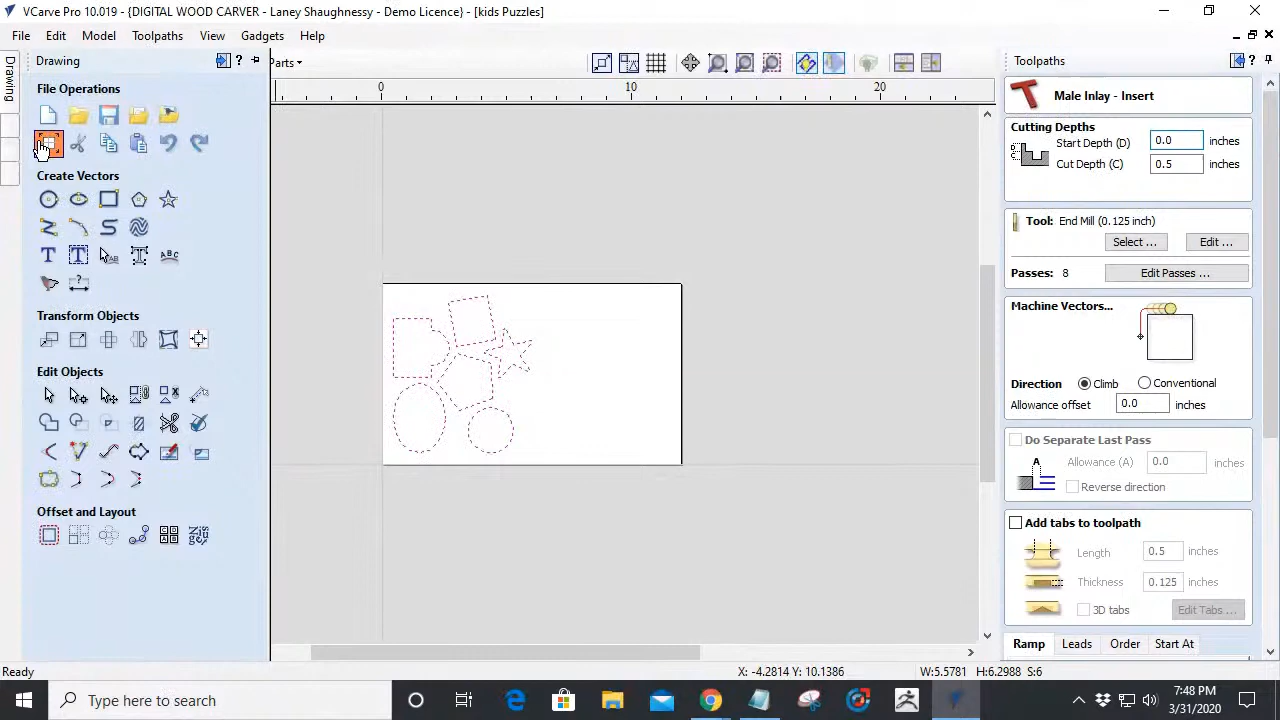 VCarve Pro 10.019 - {DIGITAL WOOD CARVER - Laney Shaughnessy - Demo Licence} - [kids Puzzles]
File Edit Model Toolpaths View Gadgets Help
Drawing
Parts
Toolpaths
Drawing
File Operations
Create Vectors
Transform Objects
Edit Objects
Offset and Layout
0 10 20
Male Inlay - Insert
Cutting Depths
Start Depth (D) 0.0 inches
Cut Depth (C) 0.5 inches
Tool: End Mill (0.125 inch)
Select ... Edit ...
Passes: 8 Edit Passes ...
Machine Vectors...
Direction Climb Conventional
Allowance offset 0.0 inches
Do Separate Last Pass
Allowance (A) 0.0 inches
Reverse direction
Add tabs to toolpath
Length 0.5 inches
Thickness 0.125 inches
3D tabs Edit Tabs ...
Ramp Leads Order Start At
Ready X: -4.2814 Y: 10.1386 W:5.5781 H:6.2988 S:6
Type here to search
7:48 PM
3/31/2020